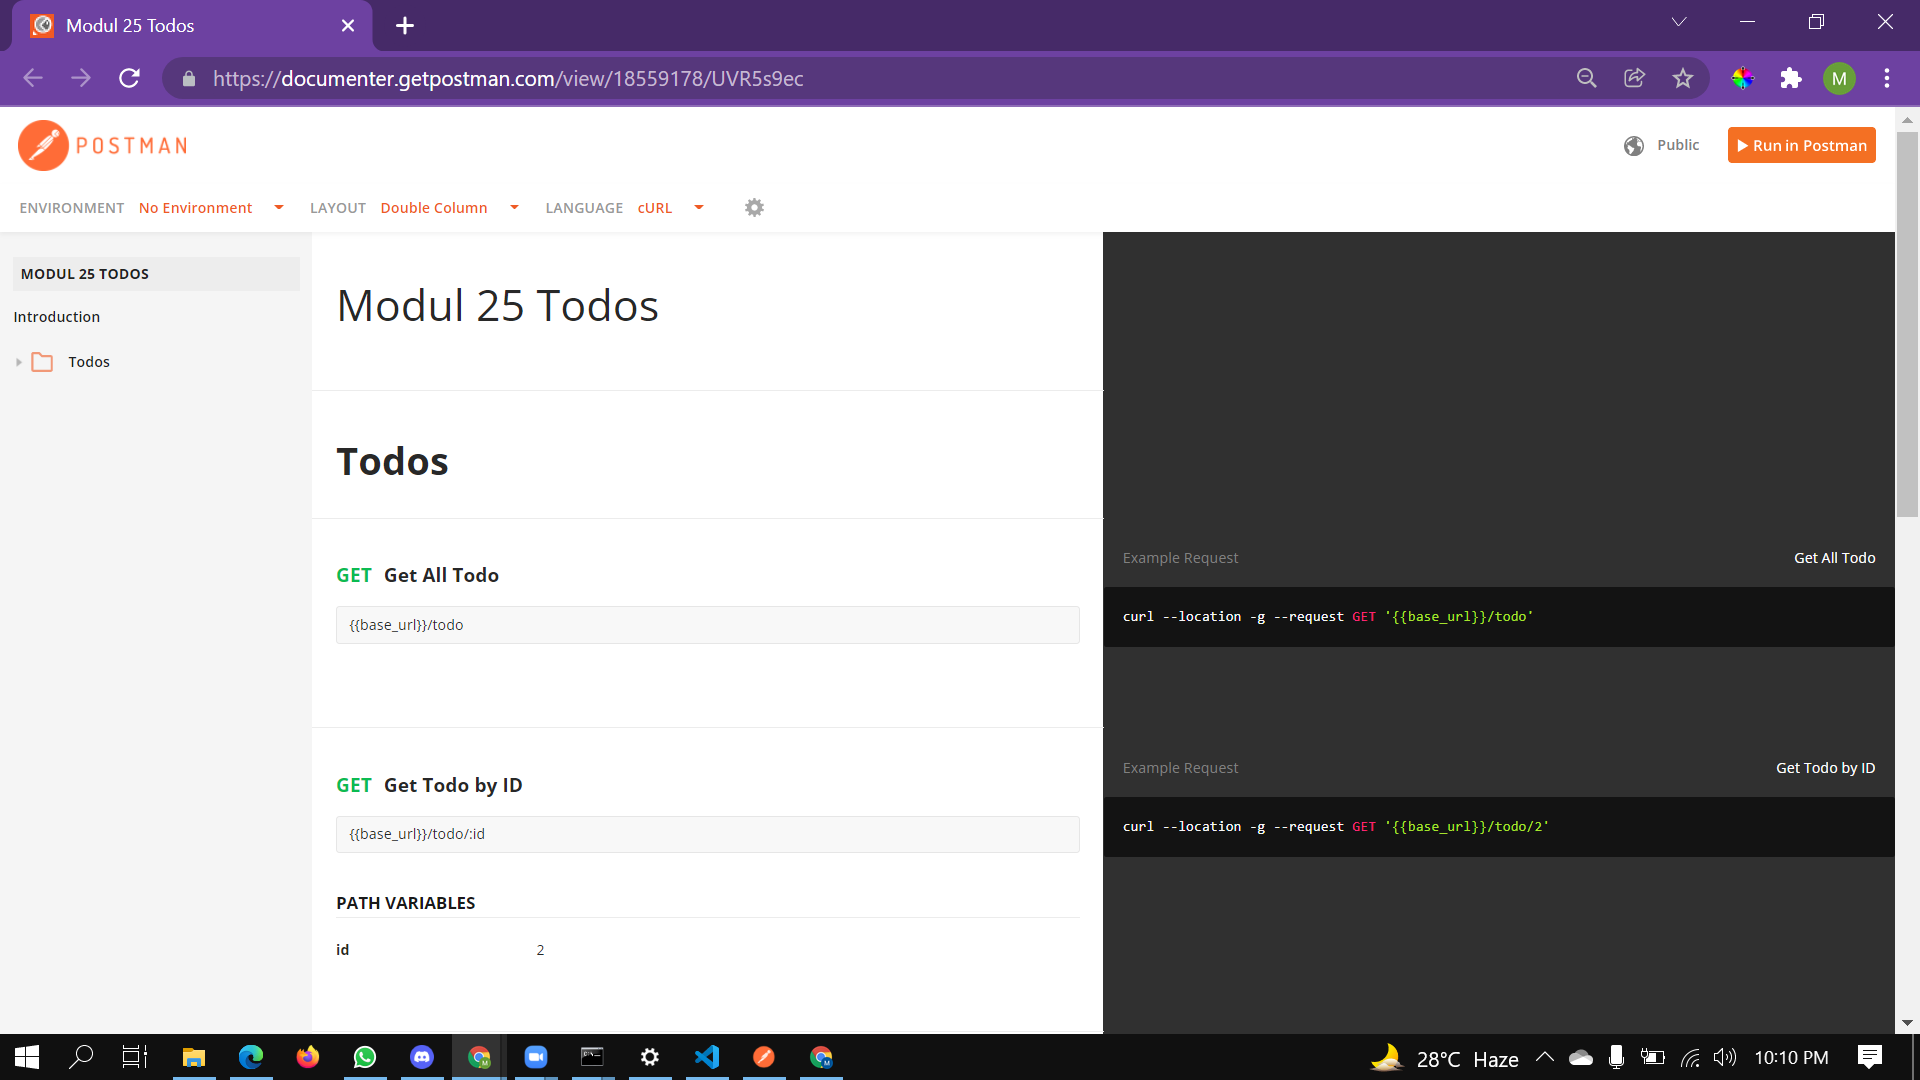 Modul 25 Todos
https://documenter.getpostman.com/view/18559178/UVR5s9ec
M
POSTMAN
Public
Run in Postman
ENVIRONMENT No Environment LAYOUT Double Column LANGUAGE cURL
MODUL 25 TODOS
Introduction
Todos
Modul 25 Todos
Todos
GET Get All Todo
{{base_url}}/todo
Example Request Get All Todo
curl --location -g --request GET '{{base_url}}/todo'
GET Get Todo by ID
{{base_url}}/todo/:id
PATH VARIABLES
id 2
Example Request Get Todo by ID
curl --location -g --request GET '{{base_url}}/todo/2'
28°C Haze 10:10 PM